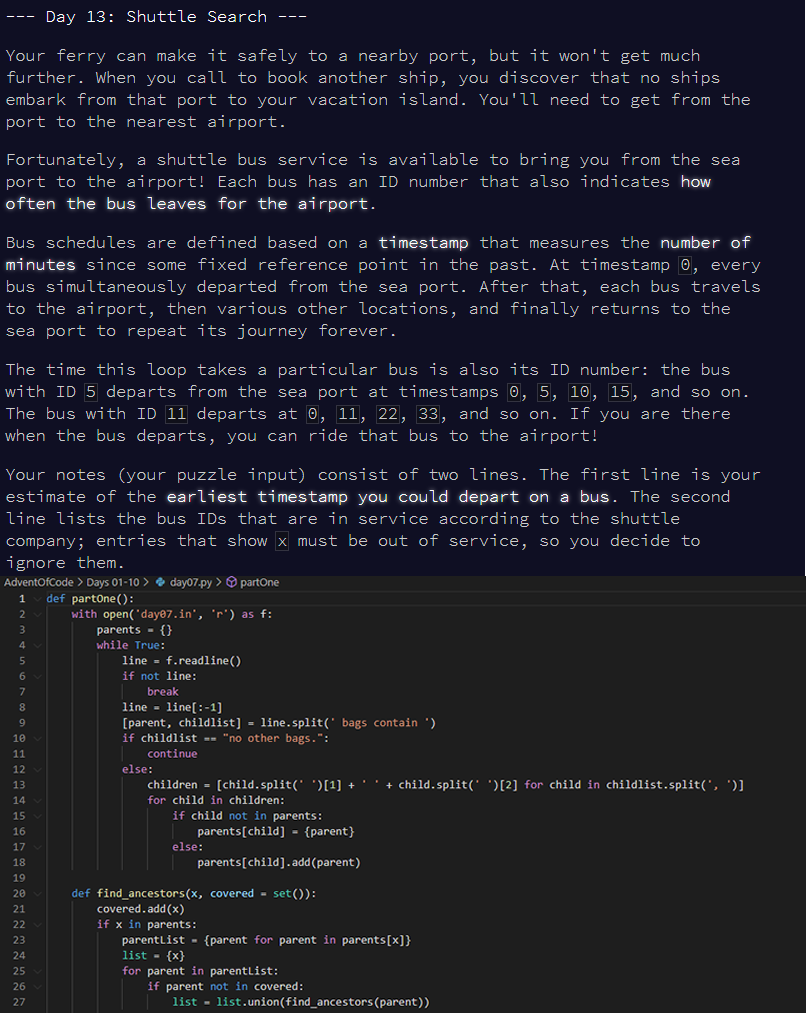 --- Day 13: Shuttle Search ---
Your ferry can make it safely to a nearby port, but it won't get much
further. When you call to book another ship, you discover that no ships
embark from that port to your vacation island. You'll need to get from the
port to the nearest airport.
Fortunately, a shuttle bus service is available to bring you from the sea
port to the airport! Each bus has an ID number that also indicates how
often the bus leaves for the airport.
Bus schedules are defined based on a timestamp that measures the number of
minutes since some fixed reference point in the past. At timestamp 0, every
bus simultaneously departed from the sea port. After that, each bus travels
to the airport, then various other locations, and finally returns to the
sea port to repeat its journey forever.
The time this loop takes a particular bus is also its ID number: the bus
with ID 5 departs from the sea port at timestamps 0, 5, 10, 15, and so on.
The bus with ID 11 departs at 0, 11, 22, 33, and so on. If you are there
when the bus departs, you can ride that bus to the airport!
Your notes (your puzzle input) consist of two lines. The first line is your
estimate of the earliest timestamp you could depart on a bus. The second
line lists the bus IDs that are in service according to the shuttle
company; entries that show x must be out of service, so you decide to
ignore them.
AdventOfCode > Days 01-10 > day07.py > partOne
1 def partOne():
2     with open('day07.in', 'r') as f:
3         parents = {}
4         while True:
5             line = f.readline()
6             if not line:
7                 break
8             line = line[:-1]
9             [parent, childlist] = line.split(' bags contain ')
10             if childlist == "no other bags.":
11                 continue
12             else:
13                 children = [child.split(' ')[1] + ' ' + child.split(' ')[2] for child in childlist.split(', ')]
14                 for child in children:
15                     if child not in parents:
16                         parents[child] = {parent}
17                     else:
18                         parents[child].add(parent)
19
20     def find_ancestors(x, covered = set()):
21         covered.add(x)
22         if x in parents:
23             parentList = {parent for parent in parents[x]}
24             list = {x}
25             for parent in parentList:
26                 if parent not in covered:
27                     list = list.union(find_ancestors(parent))